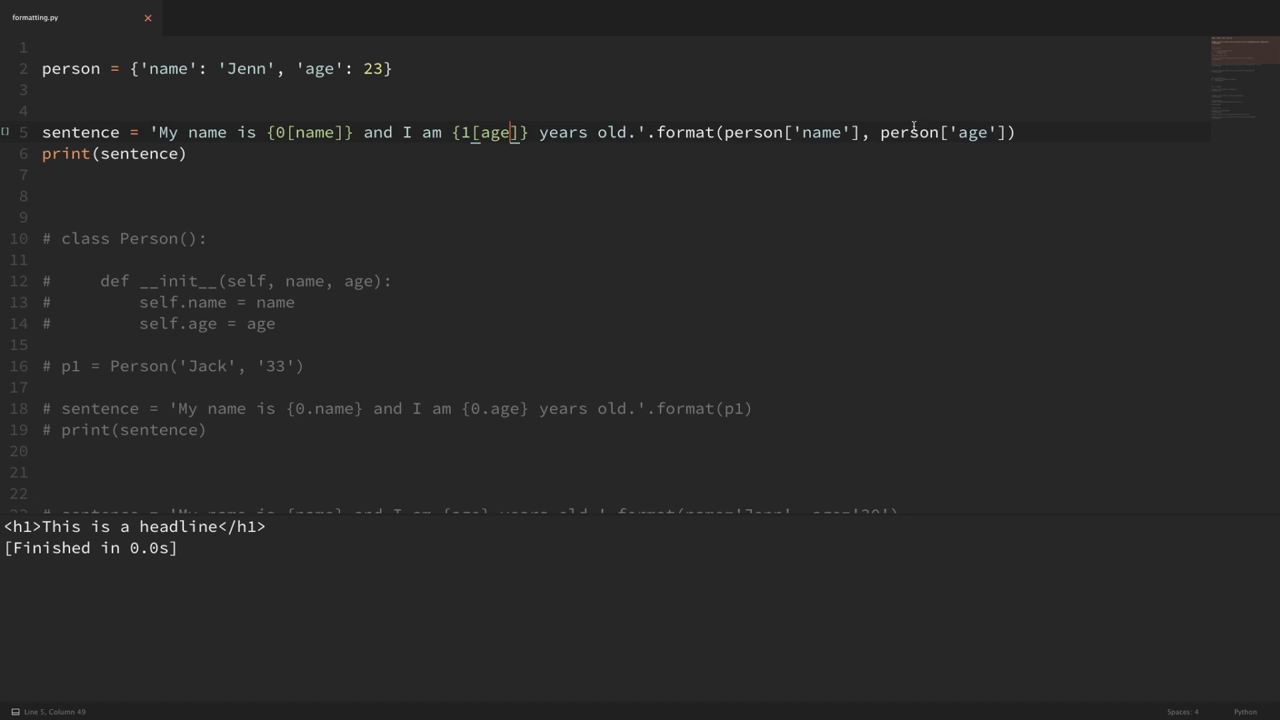 formatting.py
1
2 person = {'name': 'Jenn', 'age': 23}
3
4
5 sentence = 'My name is {0[name]} and I am {1[age]} years old.'.format(person['name'], person['age'])
6 print(sentence)
7
8
9
10 # class Person():
11
12 #     def __init__(self, name, age):
13 #         self.name = name
14 #         self.age = age
15
16 # p1 = Person('Jack', '33')
17
18 # sentence = 'My name is {0.name} and I am {0.age} years old.'.format(p1)
19 # print(sentence)
20
21
22
<h1>This is a headline</h1>
[Finished in 0.0s]
Line 5, Column 49
Spaces: 4
Python